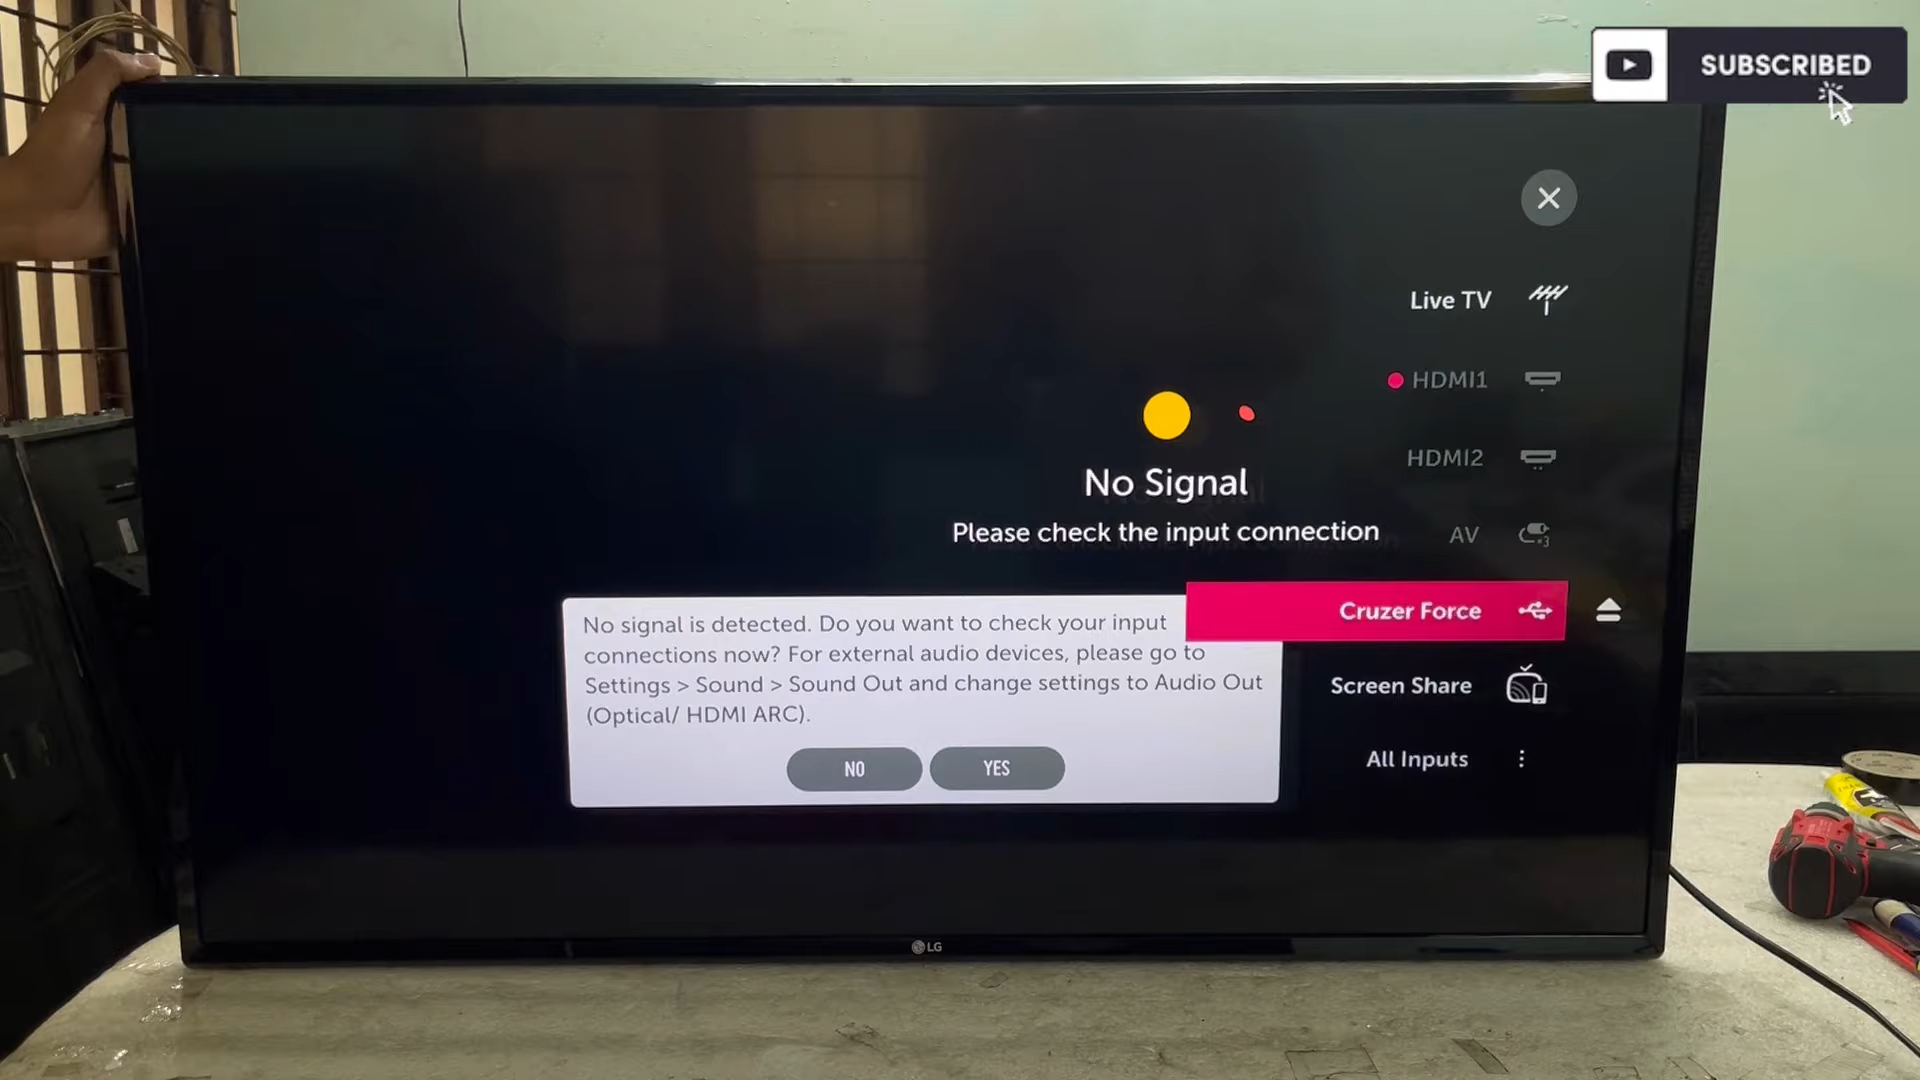 SUBSCRIBED
Live TV
HDMI1
HDMI2
AV
No Signal
Please check the input connection
Cruzer Force
Screen Share
All Inputs
No signal is detected. Do you want to check your input
connections now? For external audio devices, please go to
Settings > Sound > Sound Out and change settings to Audio Out
(Optical/ HDMI ARC).
NO
YES
LG